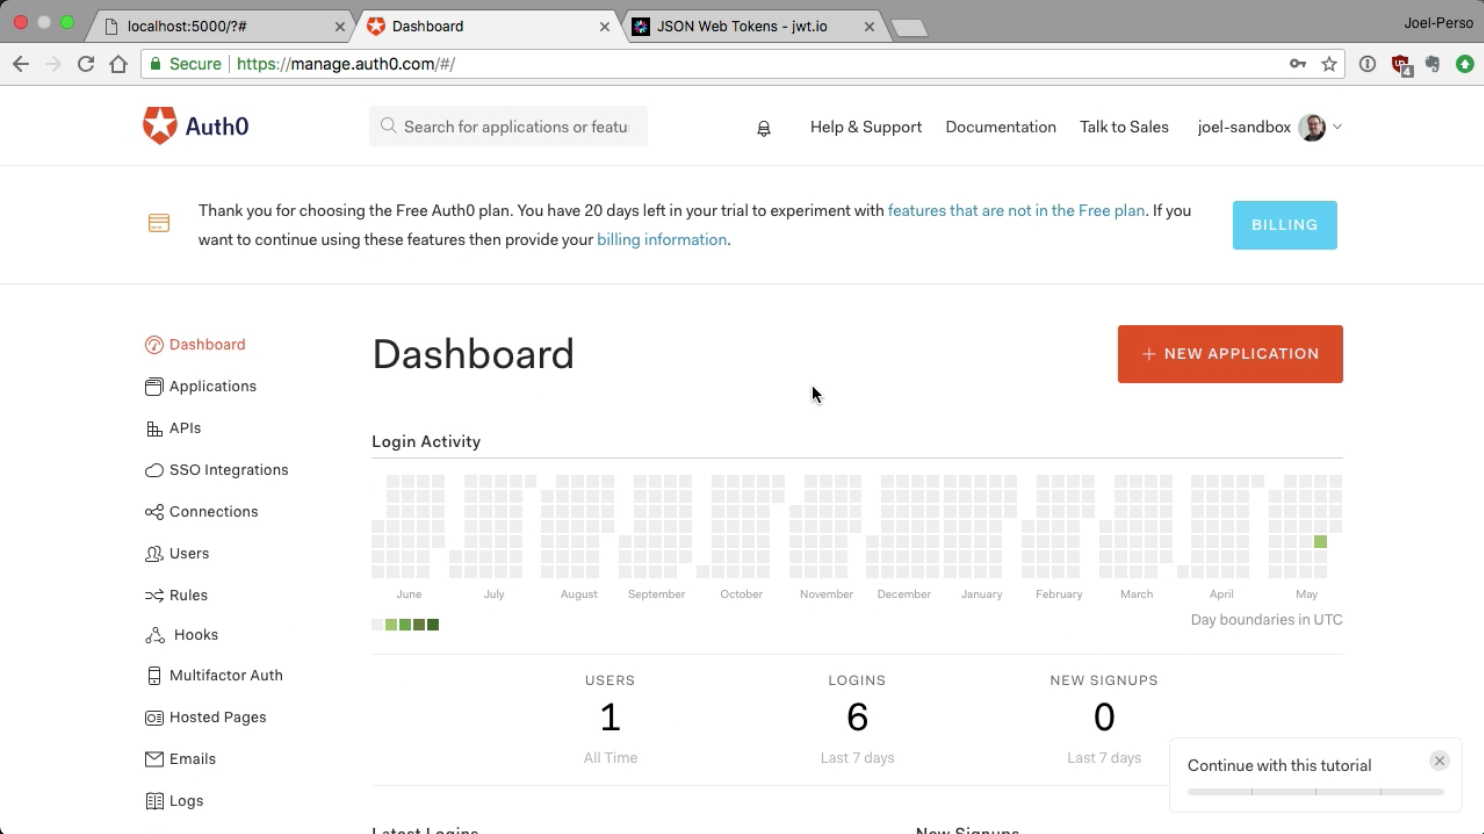 localhost:5000/?#
Dashboard
JSON Web Tokens - jwt.io
Joel-Perso
Secure
https://manage.auth0.com/#/
4
Auth0
Search for applications or featu
Help & Support
Documentation
Talk to Sales
joel-sandbox
Thank you for choosing the Free Auth0 plan. You have 20 days left in your trial to experiment with features that are not in the Free plan. If you
want to continue using these features then provide your billing information.
BILLING
Dashboard
Applications
APIs
SSO Integrations
Connections
Users
Rules
Hooks
Multifactor Auth
Hosted Pages
Emails
Logs
Dashboard
+ NEW APPLICATION
Login Activity
June July August September October November December January February March April May
Day boundaries in UTC
USERS
1
All Time
LOGINS
6
Last 7 days
NEW SIGNUPS
0
Last 7 days
Continue with this tutorial
Latest Logins
New Signups